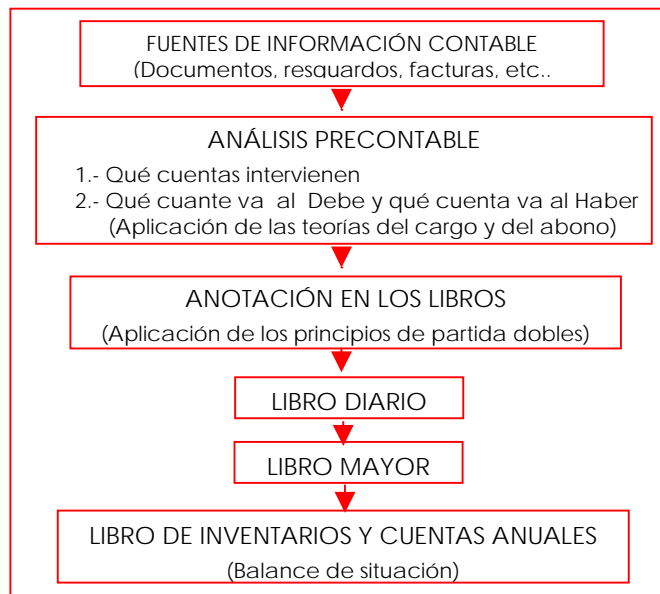 FUENTES DE INFORMACIÓN CONTABLE
(Documentos, resguardos, facturas, etc..
ANÁLISIS PRECONTABLE
1.- Qué cuentas intervienen
2.- Qué cuante va al Debe y qué cuenta va al Haber
(Aplicación de las teorías del cargo y del abono)
ANOTACIÓN EN LOS LIBROS
(Aplicación de los principios de partida dobles)
LIBRO DIARIO
LIBRO MAYOR
LIBRO DE INVENTARIOS Y CUENTAS ANUALES
(Balance de situación)